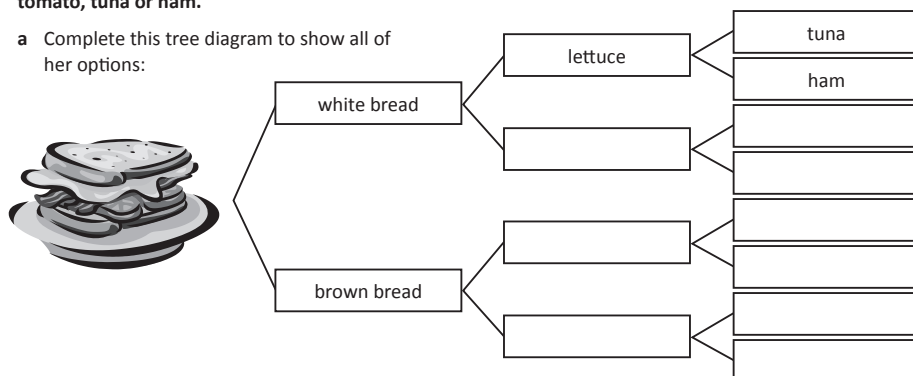 tomato, tuna or ham.
a Complete this tree diagram to show all of
her options:
white bread
lettuce
tuna
ham
brown bread